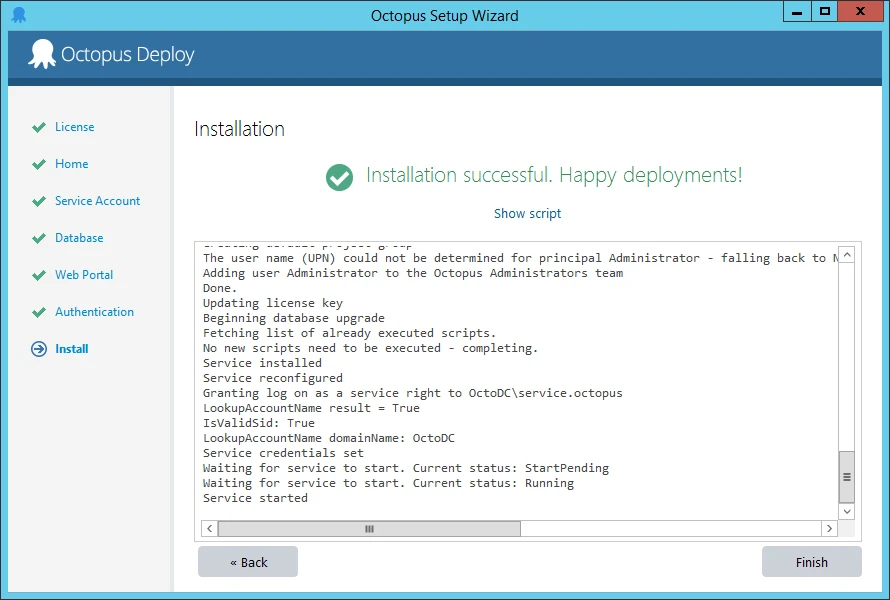 Octopus Setup Wizard
Octopus Deploy
License
Home
Service Account
Database
Web Portal
Authentication
Install
Installation
Installation successful. Happy deployments!
Show script
Creating default project group
The user name (UPN) could not be determined for principal Administrator - falling back to
Adding user Administrator to the Octopus Administrators team
Done.
Updating license key
Beginning database upgrade
Fetching list of already executed scripts.
No new scripts need to be executed - completing.
Service installed
Service reconfigured
Granting log on as a service right to OctoDC\service.octopus
LookupAccountName result = True
IsValidSid: True
LookupAccountName domainName: OctoDC
Service credentials set
Waiting for service to start. Current status: StartPending
Waiting for service to start. Current status: Running
Service started
« Back
Finish